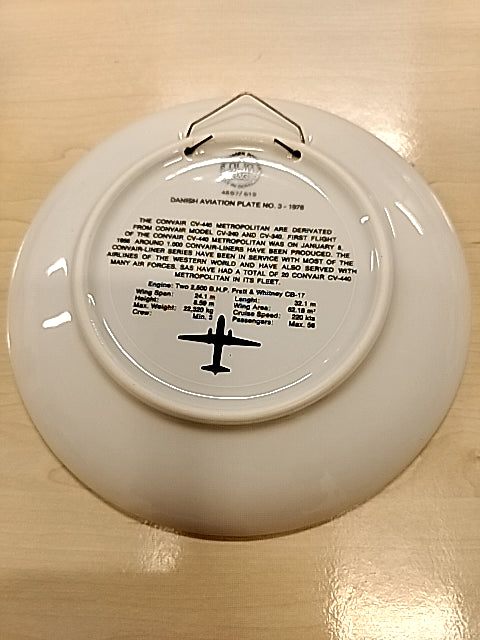 4697/619
DANISH AVIATION PLATE NO. 3 - 1978
THE CONVAIR CV-440 METROPOLITAN ARE DERIVATED
FROM CONVAIR MODEL CV-240 AND CV-340. FIRST FLIGHT
OF THE CONVAIR CV-440 METROPOLITAN WAS ON JANUARY 5.
1956 AROUND 1.000 CONVAIR-LINERS HAVE BEEN PRODUCED. THE
CONVAIR-LINER SERIES HAVE BEEN IN SERVICE WITH MOST OF THE
AIRLINES OF THE WESTERN WORLD AND HAVE ALSO SERVED WITH
MANY AIR FORCES. SAS HAVE HAD A TOTAL OF 20 CONVAIR CV-440
METROPOLITAN IN ITS FLEET.
Engine: Two 2,500 B.H.P. Pratt & Whitney CB-17
Wing Span: 24.1 m Lenght: 32.1 m
Height: 8.59 m Wing Area: 62.18 m²
Max. Weight: 22,320 kg Cruise Speed: 220 kts
Crew: Min. 3 Passengers: Max. 56